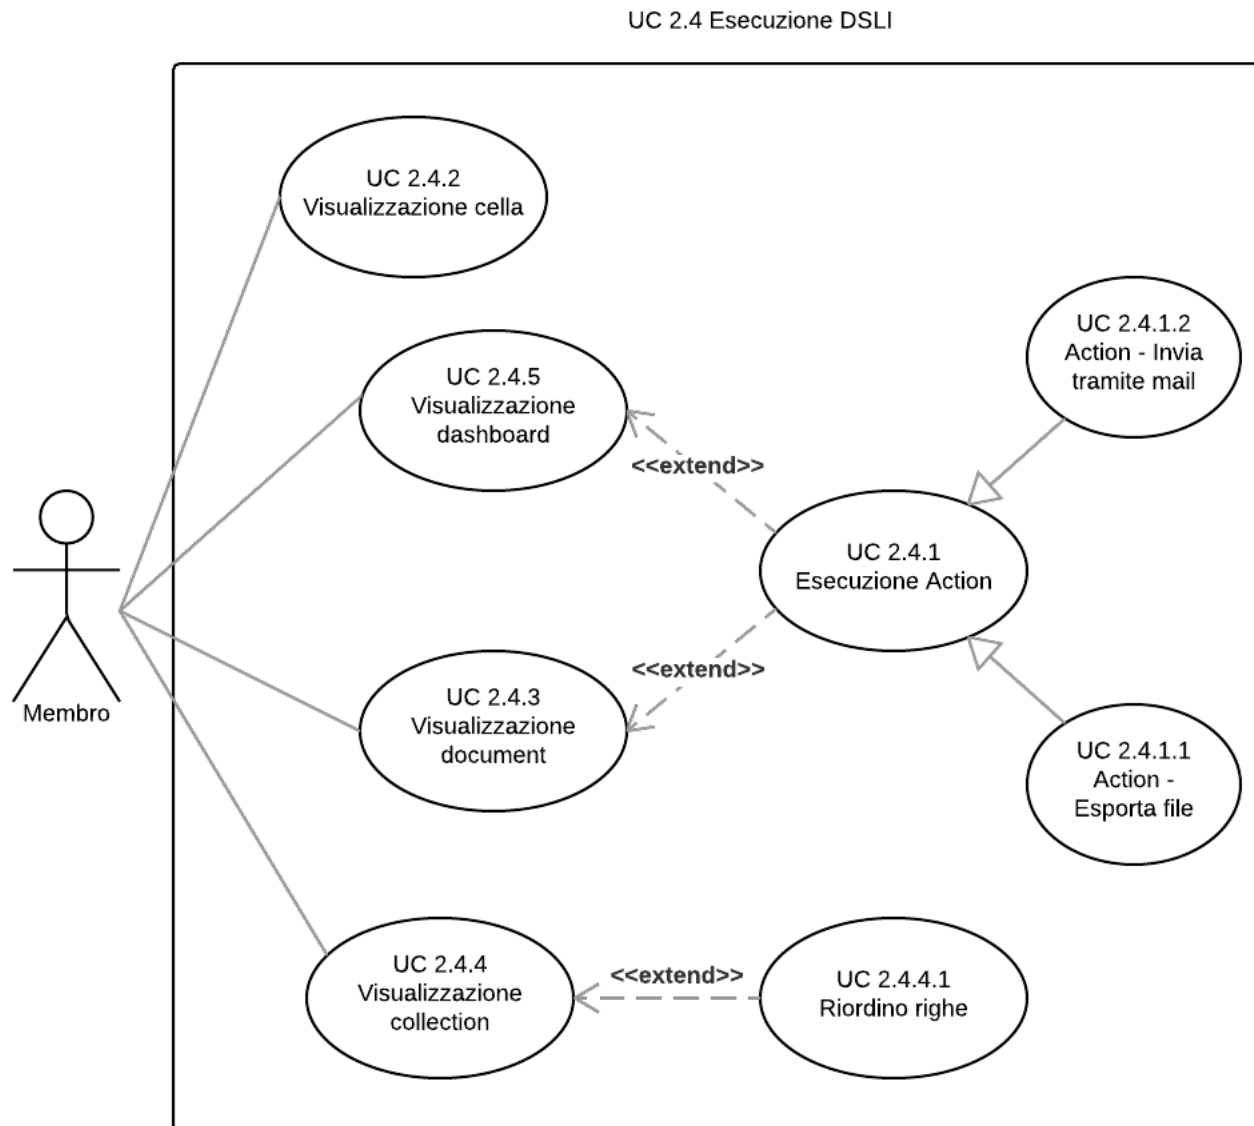 UC 2.4 Esecuzione DSLI
UC 2.4.2
Visualizzazione cella
UC 2.4.1.2
Action - Invia
tramite mail
UC 2.4.5
Visualizzazione
dashboard
<<extend>>
UC 2.4.1
Esecuzione Action
Membro
<<extend>>
UC 2.4.3
Visualizzazione
document
UC 2.4.1.1
Action -
Esporta file
UC 2.4.4
Visualizzazione
collection
<<extend>>
UC 2.4.4.1
Riordino righe